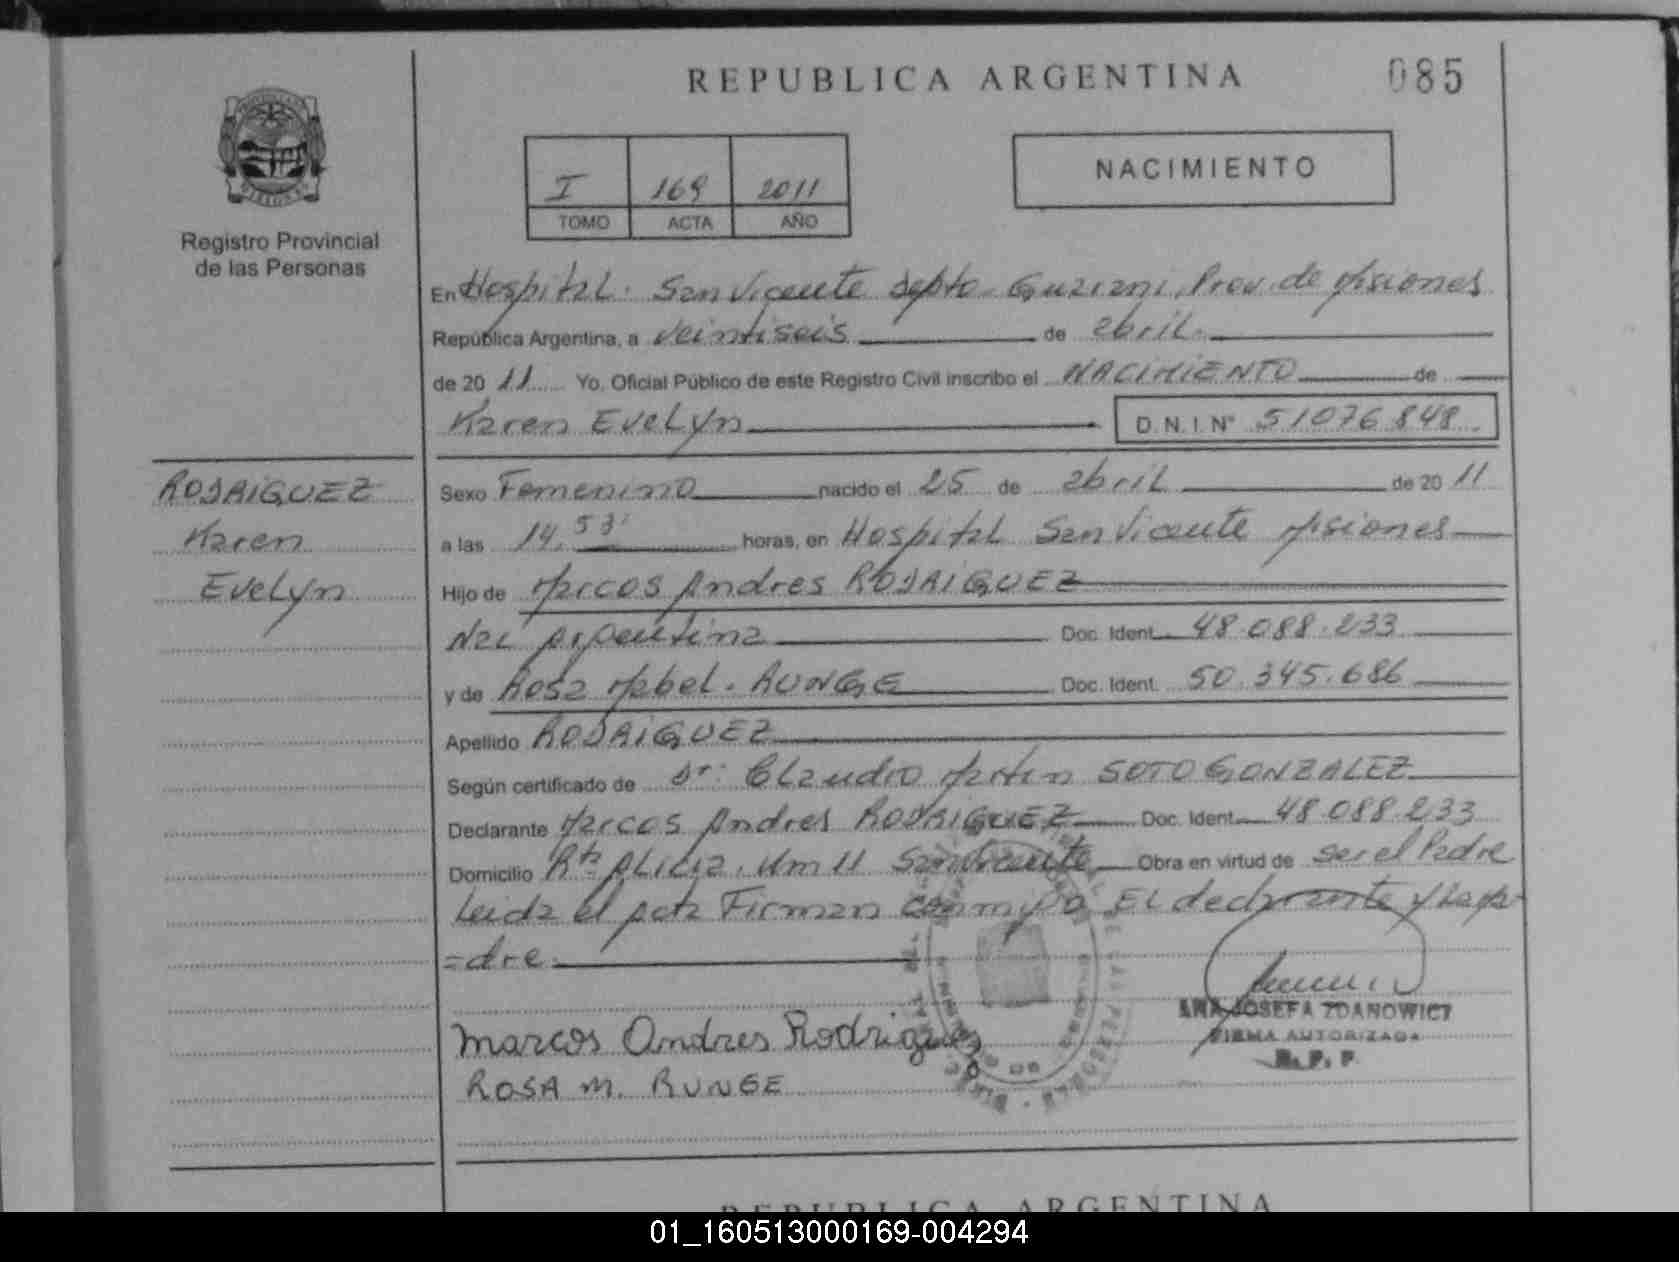 REPUBLICA ARGENTINA
085
I 169 2011
TOMO ACTA AÑO
NACIMIENTO
Registro Provincial
de las Personas
En Hospital. San Vicente depto Guarani, Prov. de Misiones
República Argentina, a veintiseis de abril.
de 20 11 Yo, Oficial Público de este Registro Civil inscribo el NACIMIENTO de
Karen Evelyn D.N.I. Nº 51076848
RODRIGUEZ
Karen
Evelyn
Sexo Femenino nacido el 25 de abril de 20 11
a las 14,53' horas, en Hospital San Vicente Misiones
Hijo de Marcos Andres RODRIGUEZ
Nac Argentina Doc. Ident. 48.088.233
y de Rosa Mabel. RUNGE Doc. Ident. 50.345.686
Apellido RODRIGUEZ
Según certificado de Dr: Claudio Martin SOTO GONZALEZ
Declarante Marcos Andres RODRIGUEZ Doc. Ident. 48.088.233
Domicilio Rta Alicia, Km 11 San Vicente Obra en virtud de ser el Padre
Leida el Acta Firman conmigo El declarante y La Ma-
=dre.
Marcos Andres Rodriguez
ROSA M. RUNGE
ANA JOSEFA ZDANOWICZ
FIRMA AUTORIZADA
R. P. P.
REPUBLICA ARGENTINA
01_160513000169-004294